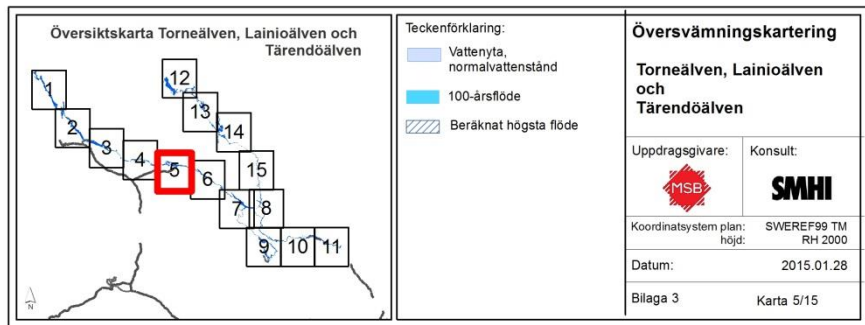 Översiktskarta Torneälven, Lainioälven och
Tärendöälven
1
2
3
4
5
6
7
8
9
10
11
12
13
14
15
N
Teckenförklaring:
Vattenyta,
normalvattenstånd
100-årsflöde
Beräknat högsta flöde
Översvämningskartering
Torneälven, Lainioälven
och
Tärendöälven
Uppdragsgivare:
MSB
Konsult:
SMHI
Koordinatsystem plan: SWEREF99 TM
höjd: RH 2000
Datum: 2015.01.28
Bilaga 3 Karta 5/15